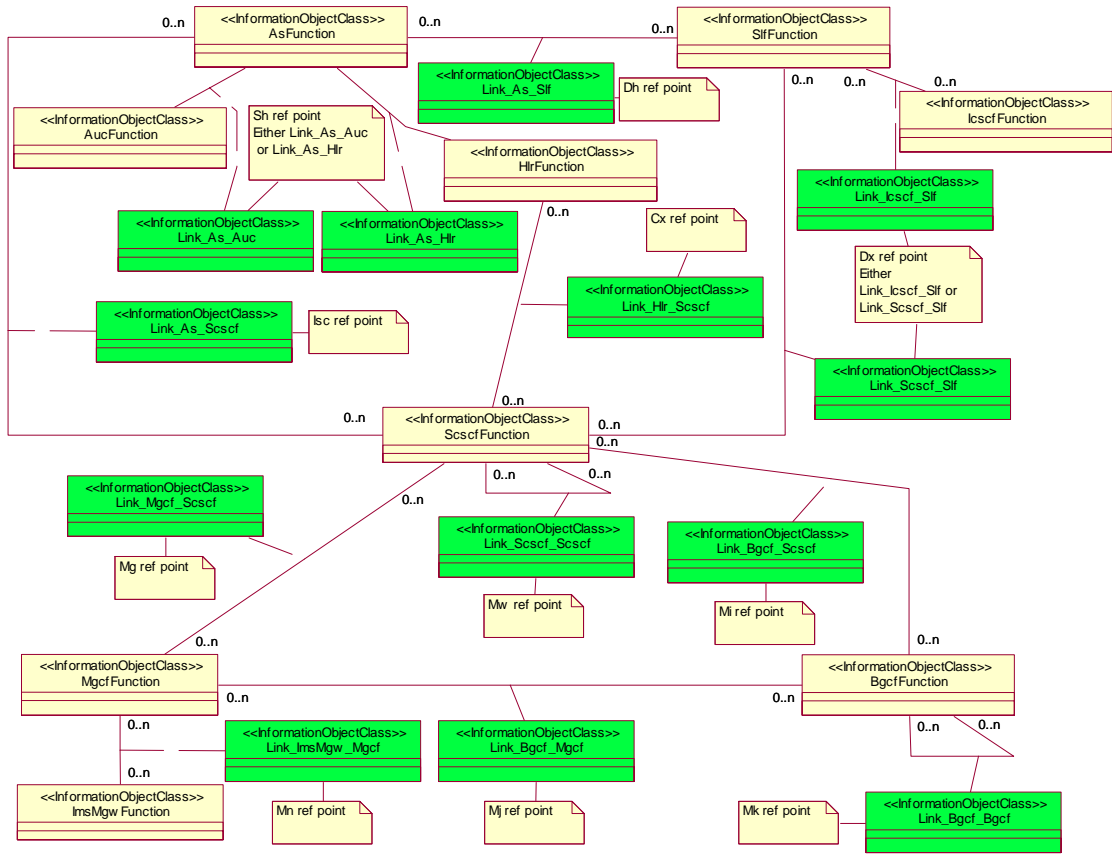 0..n
<<InformationObjectClass>>
AsFunction
0..n
0..n
<<InformationObjectClass>>
SlfFunction
<<InformationObjectClass>>
Link_As_Slf
Dh ref point
0..n
0..n
0..n
<<InformationObjectClass>>
IcscfFunction
<<InformationObjectClass>>
AucFunction
Sh ref point
Either Link_As_Auc
or Link_As_Hlr
<<InformationObjectClass>>
HlrFunction
0..n
<<InformationObjectClass>>
Link_Icscf_Slf
<<InformationObjectClass>>
Link_As_Auc
<<InformationObjectClass>>
Link_As_Hlr
Cx ref point
Dx ref point
Either
Link_Icscf_Slf or
Link_Scscf_Slf
<<InformationObjectClass>>
Link_Hlr_Scscf
<<InformationObjectClass>>
Link_As_Scscf
Isc ref point
<<InformationObjectClass>>
Link_Scscf_Slf
0..n
0..n
<<InformationObjectClass>>
ScscfFunction
0..n
0..n
0..n
0..n
0..n
<<InformationObjectClass>>
Link_Mgcf_Scscf
Mg ref point
<<InformationObjectClass>>
Link_Scscf_Scscf
Mw ref point
<<InformationObjectClass>>
Link_Bgcf_Scscf
Mi ref point
0..n
0..n
<<InformationObjectClass>>
MgcfFunction
0..n
0..n
<<InformationObjectClass>>
BgcfFunction
0..n
0..n
0..n
<<InformationObjectClass>>
Link_ImsMgw_Mgcf
<<InformationObjectClass>>
Link_Bgcf_Mgcf
0..n
<<InformationObjectClass>>
ImsMgwFunction
Mn ref point
Mj ref point
Mk ref point
<<InformationObjectClass>>
Link_Bgcf_Bgcf